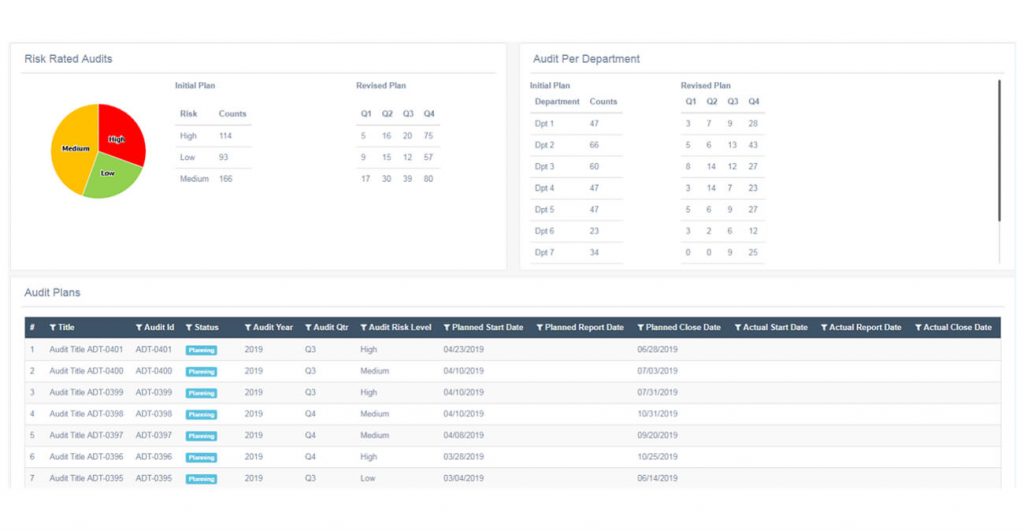 Risk Rated Audits
Initial Plan
Revised Plan
High
Medium
Low
Risk Counts Q1 Q2 Q3 Q4
High 114 5 16 20 75
Low 93 9 15 12 57
Medium 166 17 30 39 80
Audit Per Department
Initial Plan
Revised Plan
Department Counts Q1 Q2 Q3 Q4
Dpt 1 47 3 7 9 28
Dpt 2 66 5 6 13 43
Dpt 3 60 8 14 12 27
Dpt 4 47 3 14 7 23
Dpt 5 47 5 6 9 27
Dpt 6 23 3 2 6 12
Dpt 7 34 0 0 9 25
Audit Plans
# Title Audit Id Status Audit Year Audit Qtr Audit Risk Level Planned Start Date Planned Report Date Planned Close Date Actual Start Date Actual Report Date Actual Close Date
1 Audit Title ADT-0401 ADT-0401 Planning 2019 Q3 High 04/23/2019 06/28/2019
2 Audit Title ADT-0400 ADT-0400 Planning 2019 Q3 Medium 04/10/2019 07/03/2019
3 Audit Title ADT-0399 ADT-0399 Planning 2019 Q3 High 04/10/2019 07/31/2019
4 Audit Title ADT-0398 ADT-0398 Planning 2019 Q4 Medium 04/10/2019 10/31/2019
5 Audit Title ADT-0397 ADT-0397 Planning 2019 Q4 Medium 04/08/2019 09/20/2019
6 Audit Title ADT-0396 ADT-0396 Planning 2019 Q4 High 03/28/2019 10/25/2019
7 Audit Title ADT-0395 ADT-0395 Planning 2019 Q3 Low 03/04/2019 06/14/2019